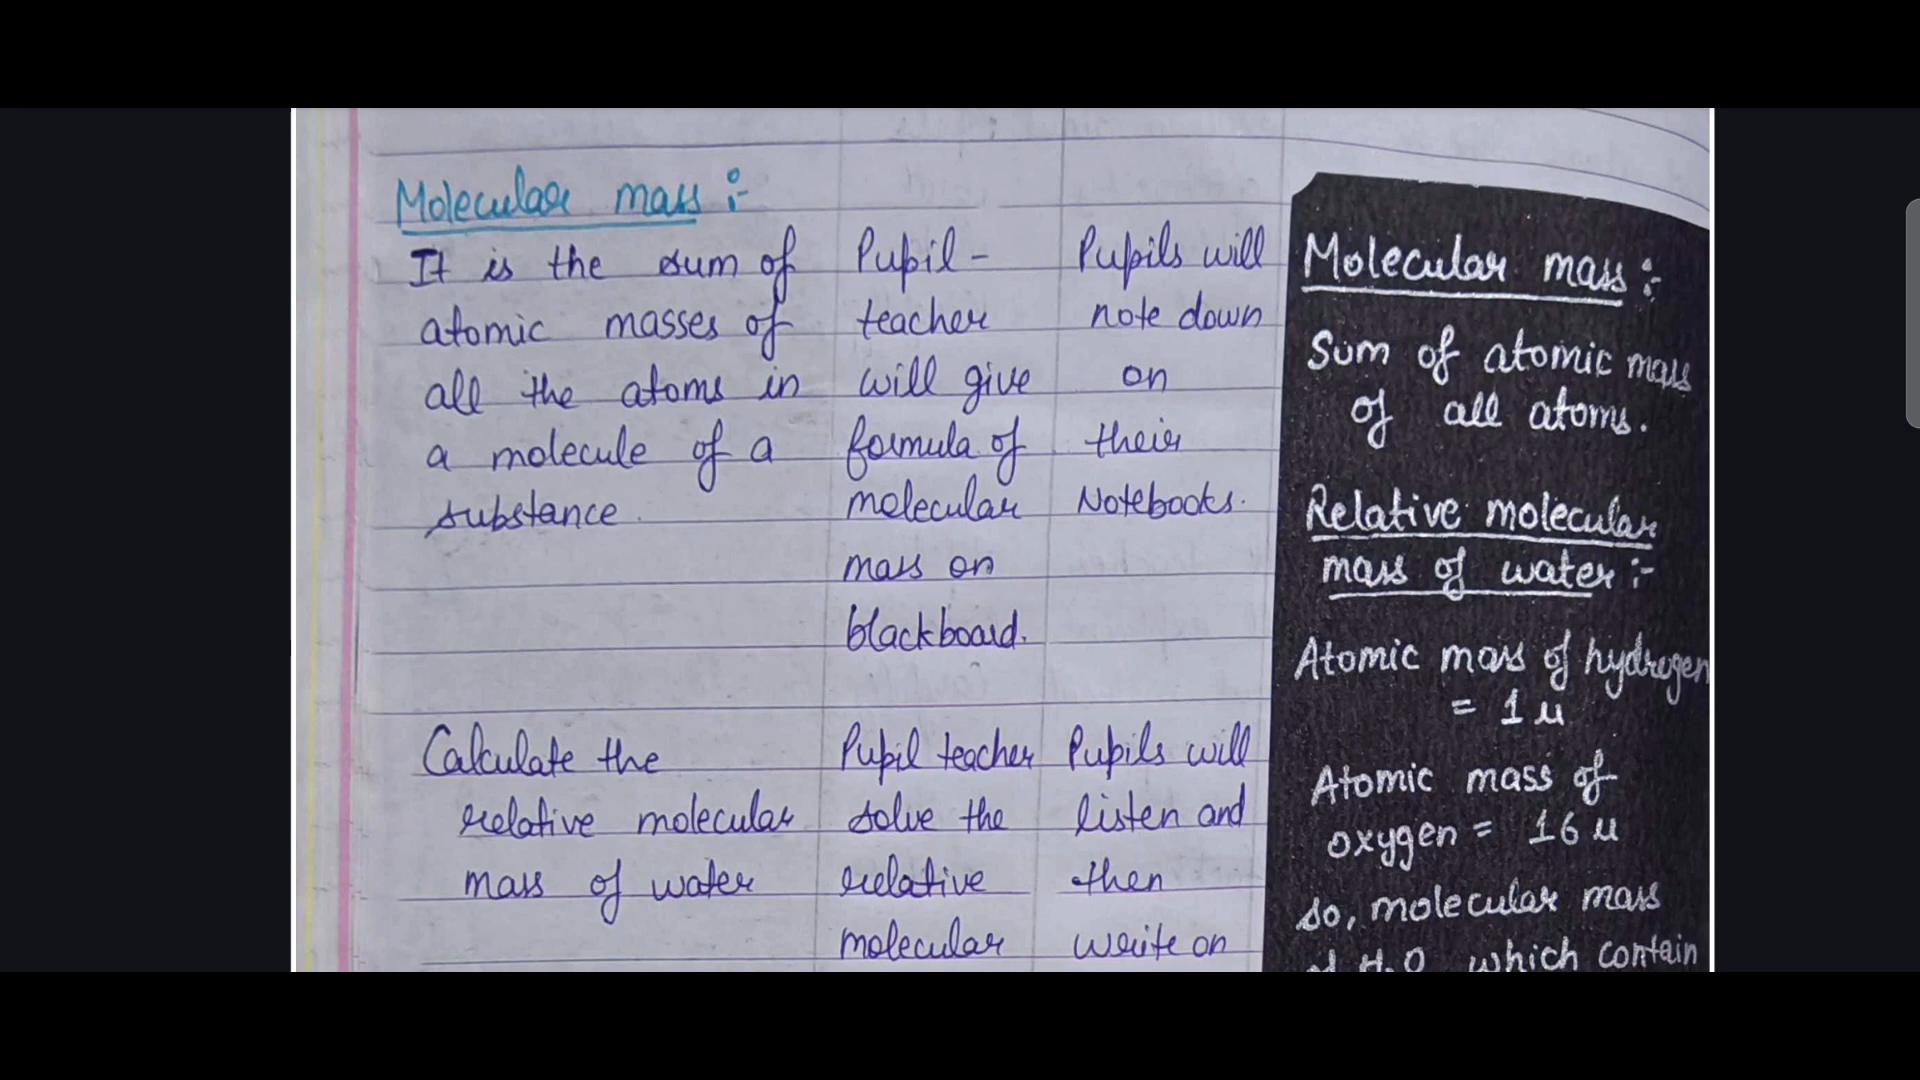 Molecular mass :-
It is the sum of
atomic masses of
all the atoms in
a molecule of a
substance.
Pupil-
teacher
will give
formula of
molecular
mass on
blackboard.
Pupils will
note down
on
their
Notebooks.
Calculate the
relative molecular
mass of water
Pupil teacher
solve the
relative
molecular
Pupils will
listen and
then
write on
Molecular mass :-
Sum of atomic mass
of all atoms.
Relative molecular
mass of water :-
Atomic mass of hydrogen
= 1 u
Atomic mass of
oxygen = 16 u
so, molecular mass
of H2O which contain